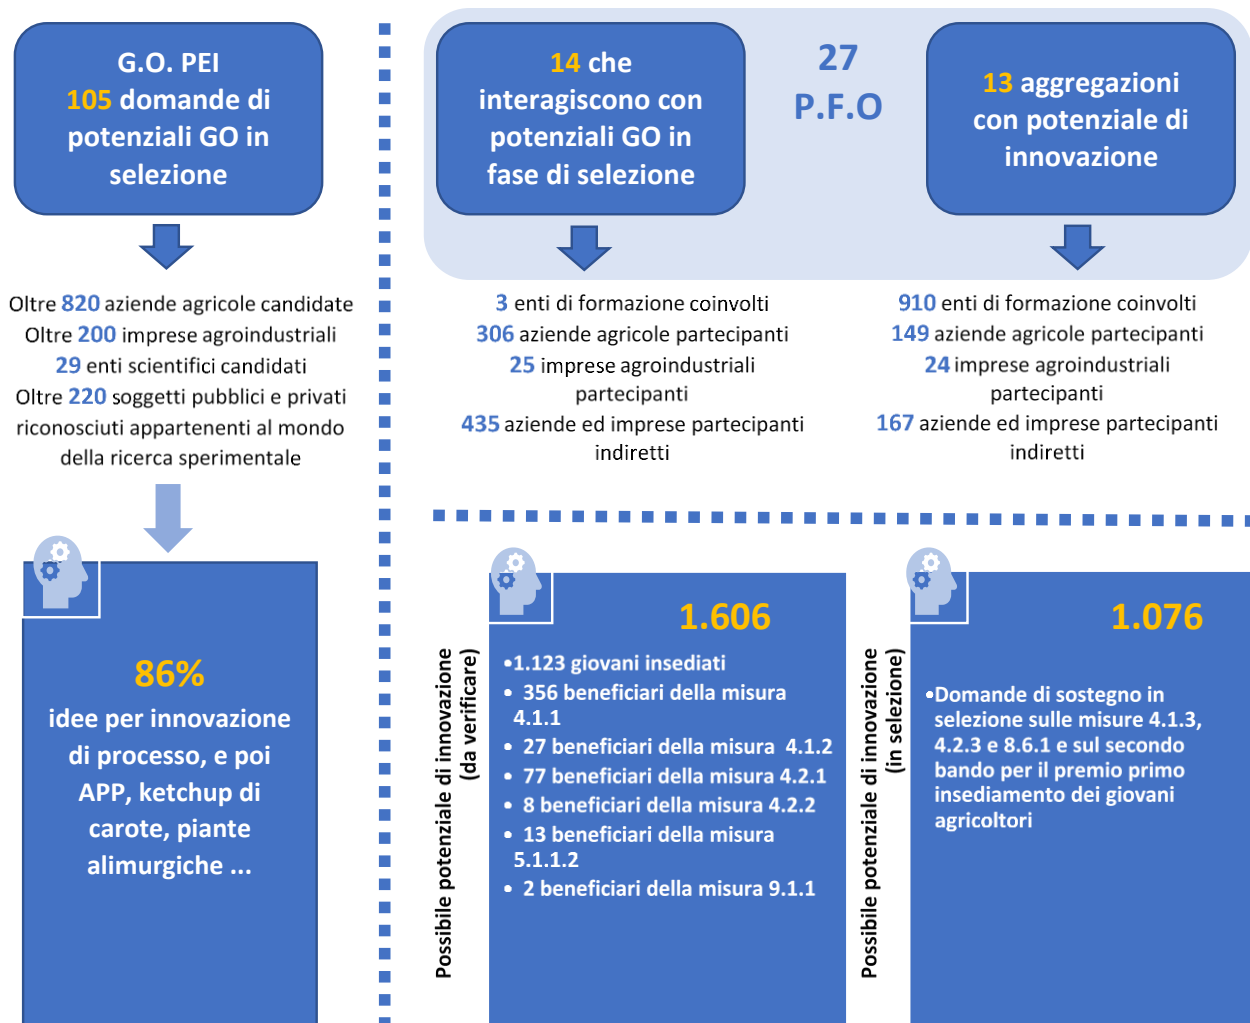 G.O. PEI
105 domande di
potenziali GO in
selezione
Oltre 820 aziende agricole candidate
Oltre 200 imprese agroindustriali
29 enti scientifici candidati
Oltre 220 soggetti pubblici e privati
riconosciuti appartenenti al mondo
della ricerca sperimentale
86%
idee per innovazione
di processo, e poi
APP, ketchup di
carote, piante
alimurgiche ...
14 che
interagiscono con
potenziali GO in
fase di selezione
27
P.F.O
13 aggregazioni
con potenziale di
innovazione
3 enti di formazione coinvolti
306 aziende agricole partecipanti
25 imprese agroindustriali
partecipanti
435 aziende ed imprese partecipanti
indiretti
910 enti di formazione coinvolti
149 aziende agricole partecipanti
24 imprese agroindustriali
partecipanti
167 aziende ed imprese partecipanti
indiretti
Possibile potenziale di innovazione
(da verificare)
1.606
•1.123 giovani insediati
• 356 beneficiari della misura
4.1.1
• 27 beneficiari della misura 4.1.2
• 77 beneficiari della misura 4.2.1
• 8 beneficiari della misura 4.2.2
• 13 beneficiari della misura
5.1.1.2
• 2 beneficiari della misura 9.1.1
Possibile potenziale di innovazione
(in selezione)
1.076
•Domande di sostegno in
selezione sulle misure 4.1.3,
4.2.3 e 8.6.1 e sul secondo
bando per il premio primo
insediamento dei giovani
agricoltori